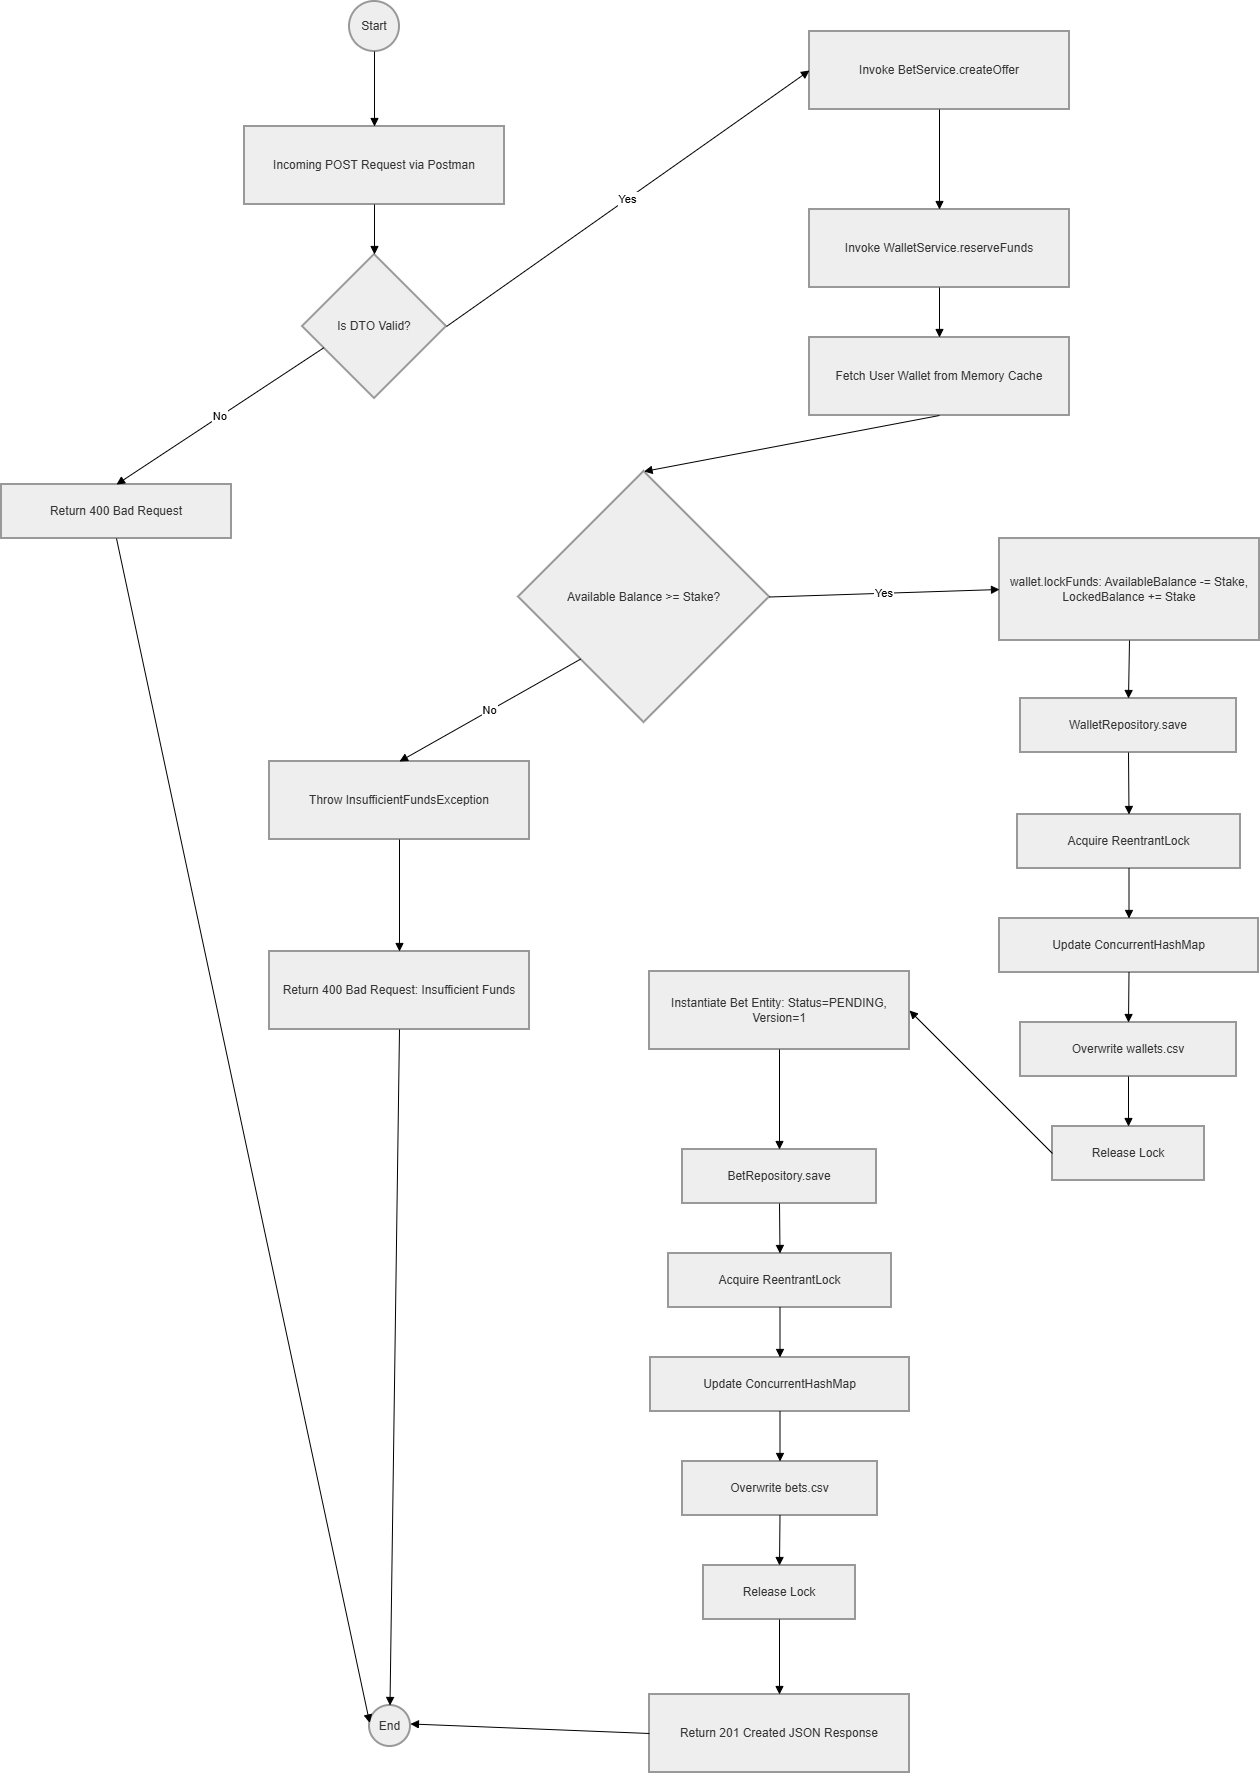 Start
Incoming POST Request via Postman
Is DTO Valid?
Yes
No
Return 400 Bad Request
Invoke BetService.createOffer
Invoke WalletService.reserveFunds
Fetch User Wallet from Memory Cache
Available Balance >= Stake?
Yes
No
Throw InsufficientFundsException
Return 400 Bad Request: Insufficient Funds
wallet.lockFunds: AvailableBalance -= Stake,
LockedBalance += Stake
WalletRepository.save
Acquire ReentrantLock
Update ConcurrentHashMap
Overwrite wallets.csv
Release Lock
Instantiate Bet Entity: Status=PENDING,
Version=1
BetRepository.save
Acquire ReentrantLock
Update ConcurrentHashMap
Overwrite bets.csv
Release Lock
Return 201 Created JSON Response
End